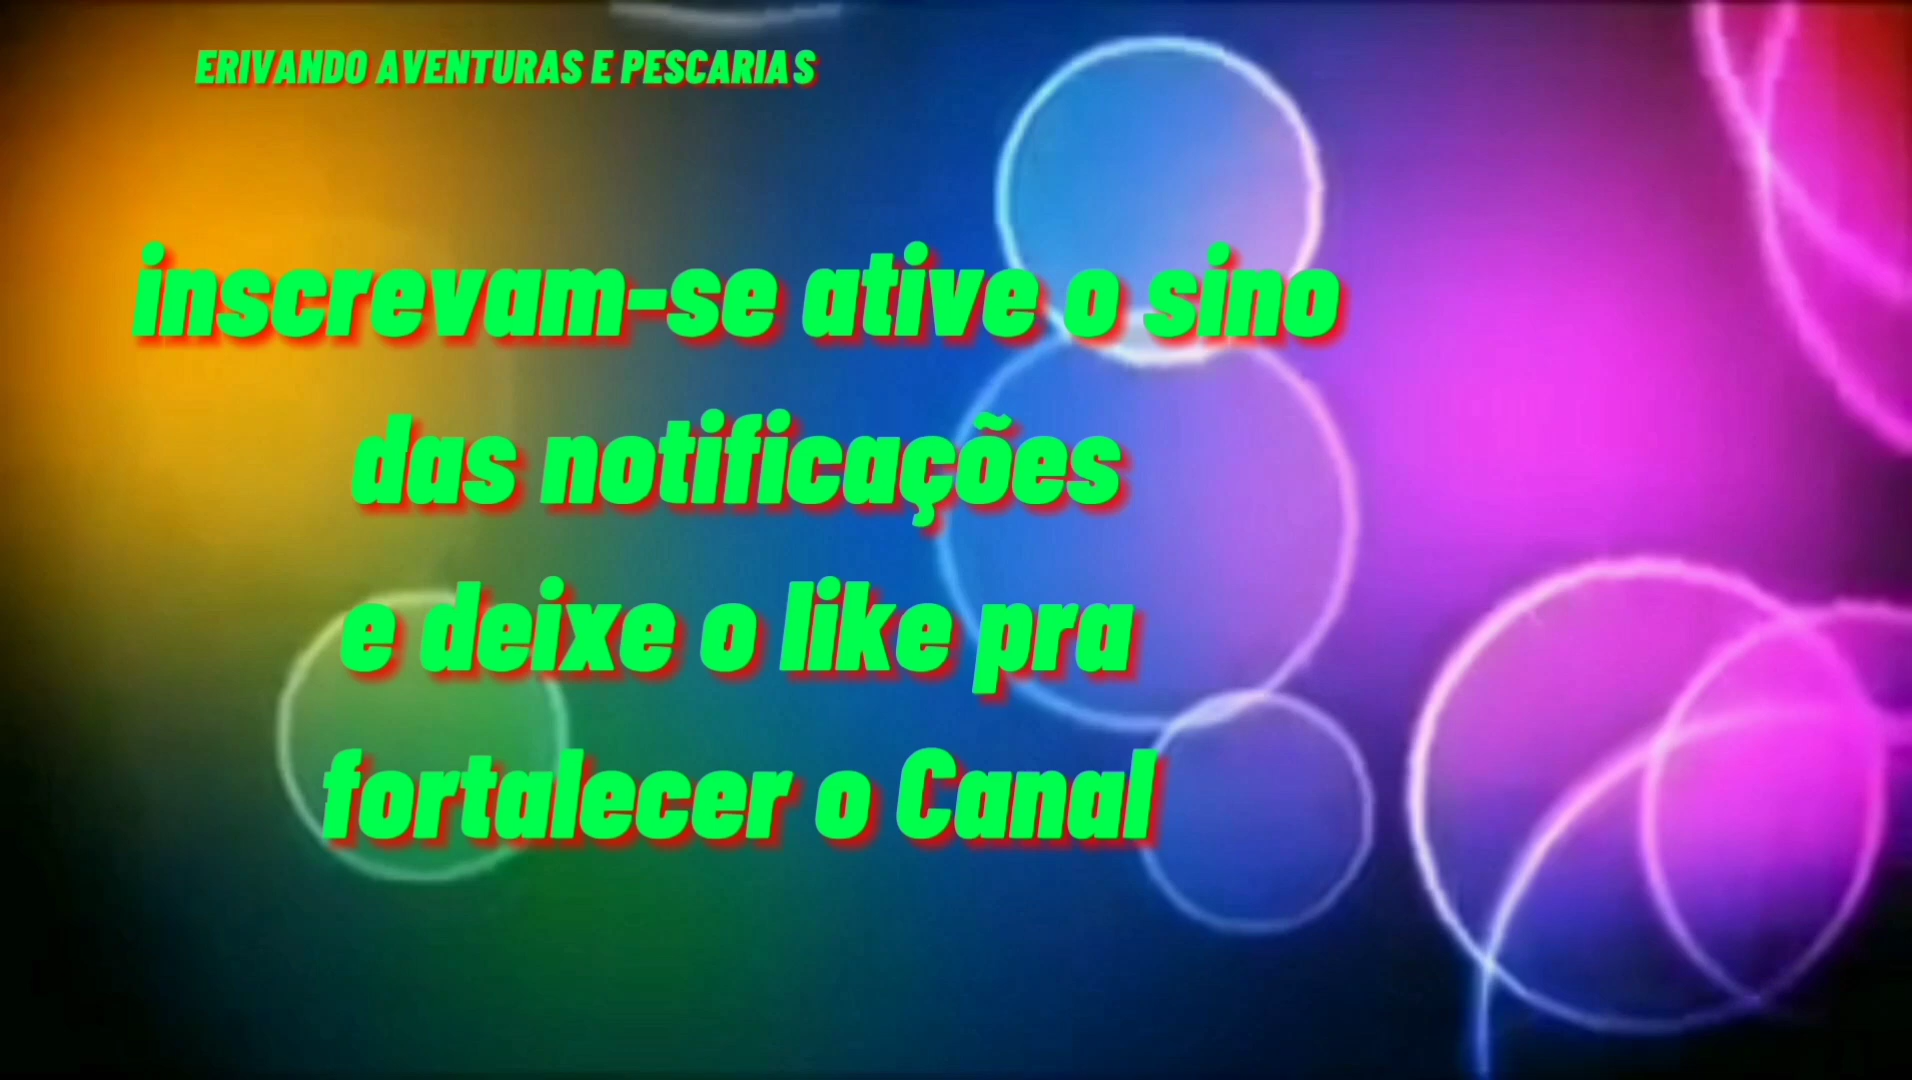 ERIVANDO AVENTURAS E PESCARIAS
inscrevam-se ative o sino
das notificações
e deixe o like pra
fortalecer o Canal